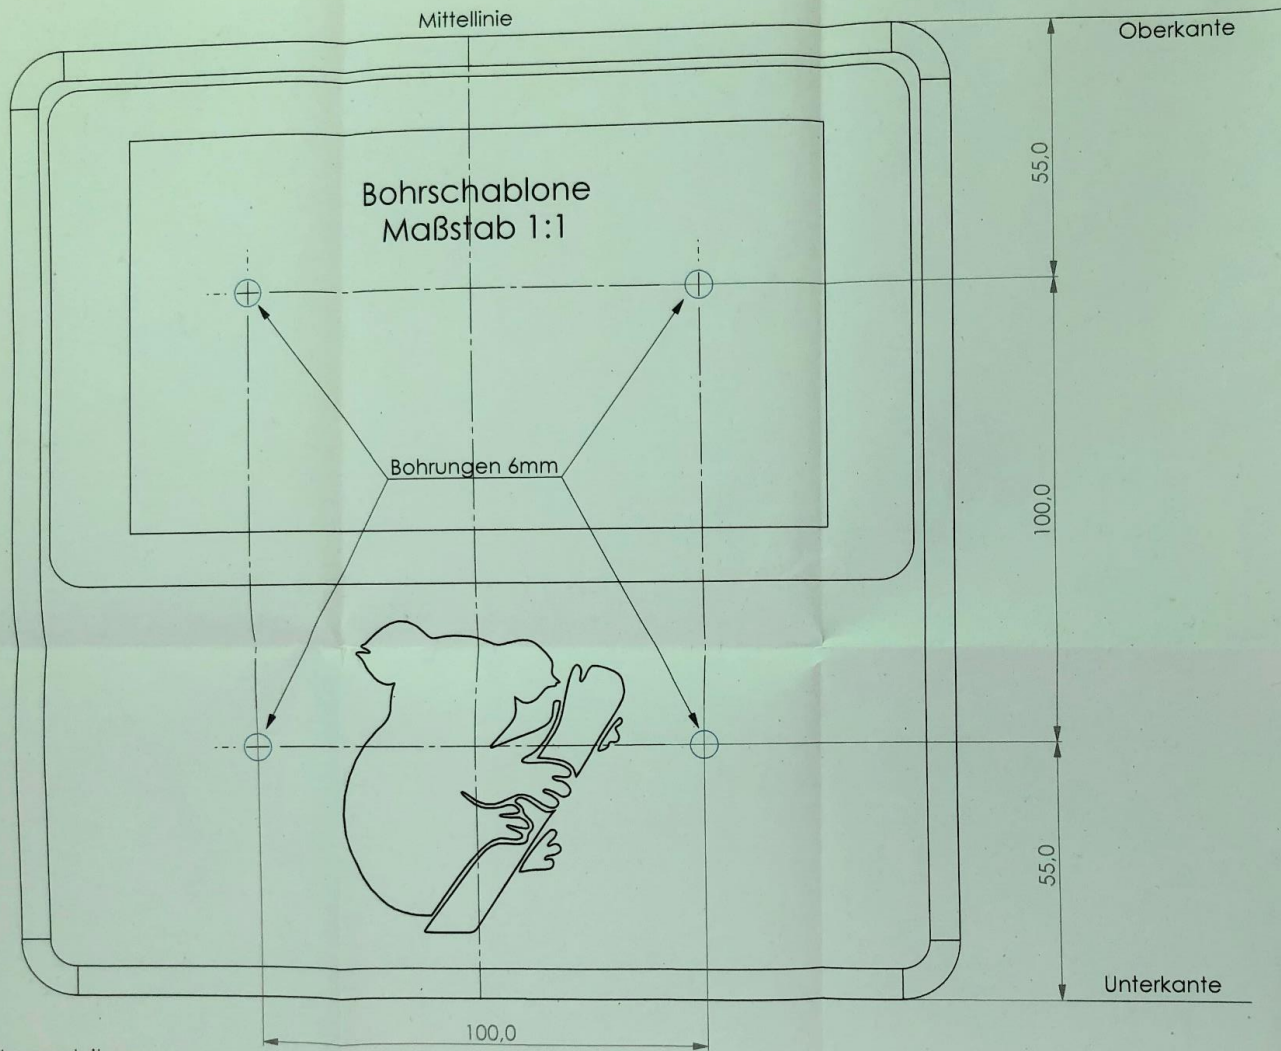 Mittellinie
Oberkante
55,0
Bohrschablone
Maßstab 1:1
Bohrungen 6mm
100,0
55,0
Unterkante
100,0